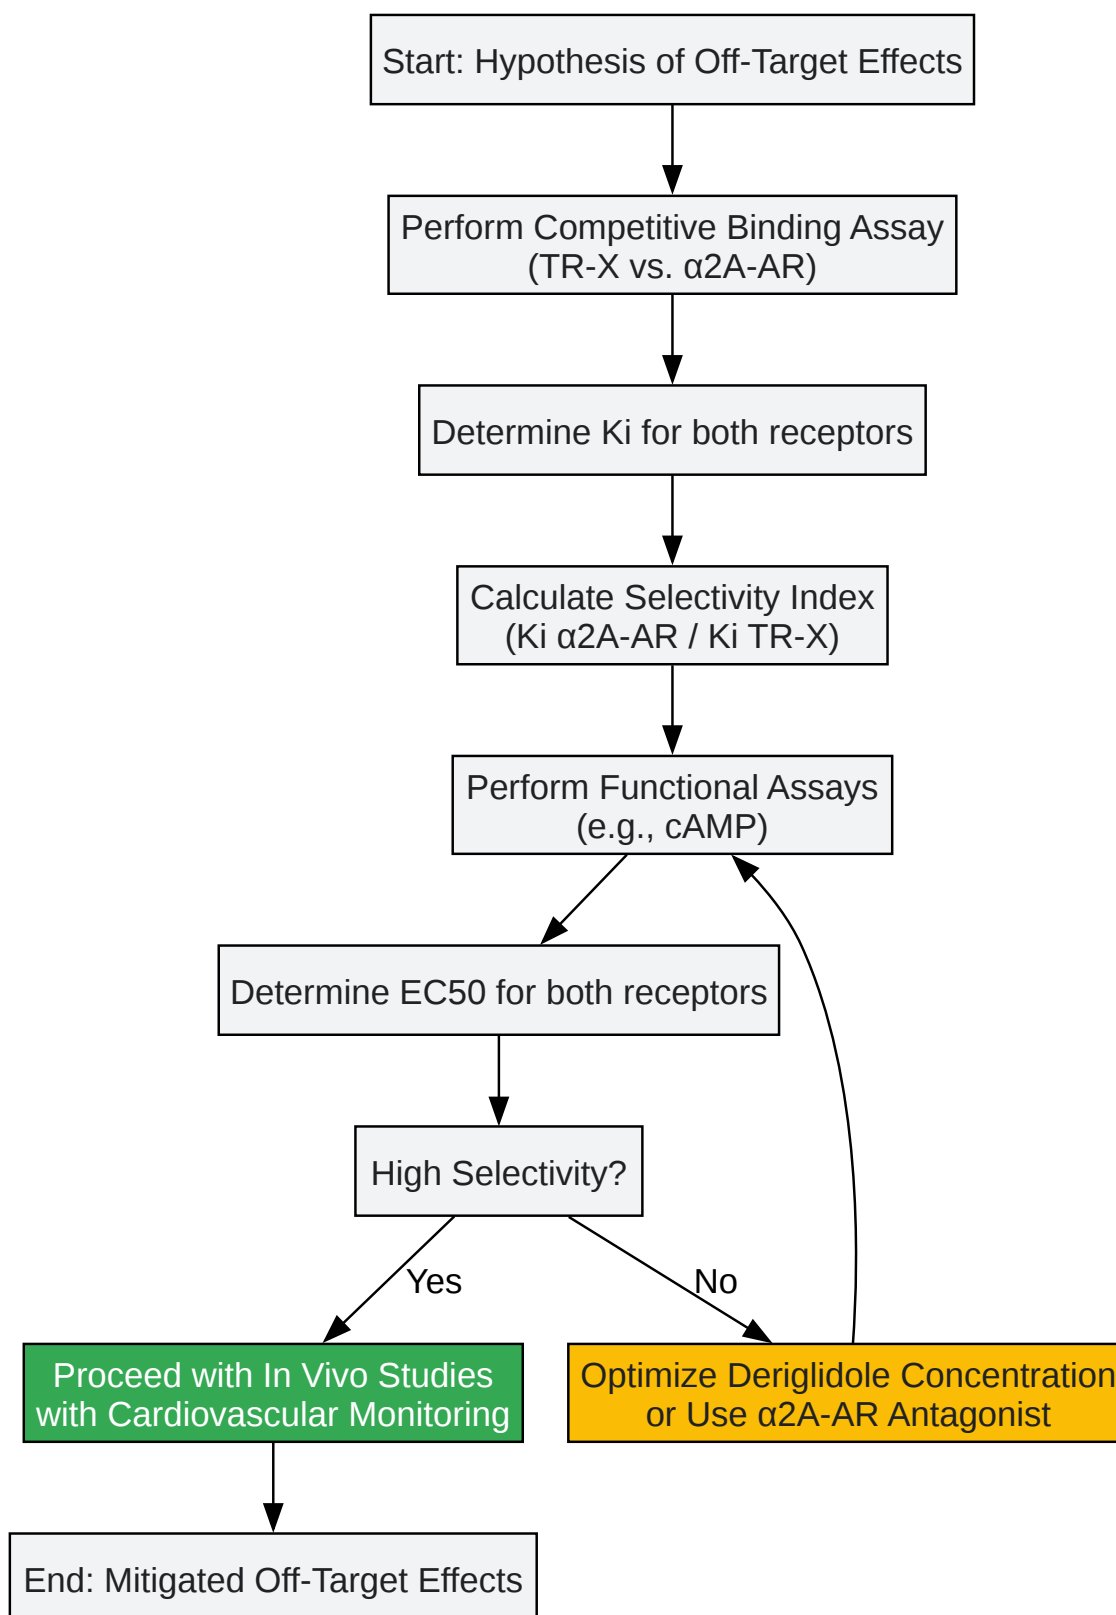 Start: Hypothesis of Off-Target Effects
Perform Competitive Binding Assay
(TR-X vs. α2A-AR)
Determine Ki for both receptors
Calculate Selectivity Index
(Ki α2A-AR / Ki TR-X)
Perform Functional Assays
(e.g., cAMP)
Determine EC50 for both receptors
High Selectivity?
Yes
No
Proceed with In Vivo Studies
with Cardiovascular Monitoring
Optimize Deriglidole Concentration
or Use α2A-AR Antagonist
End: Mitigated Off-Target Effects